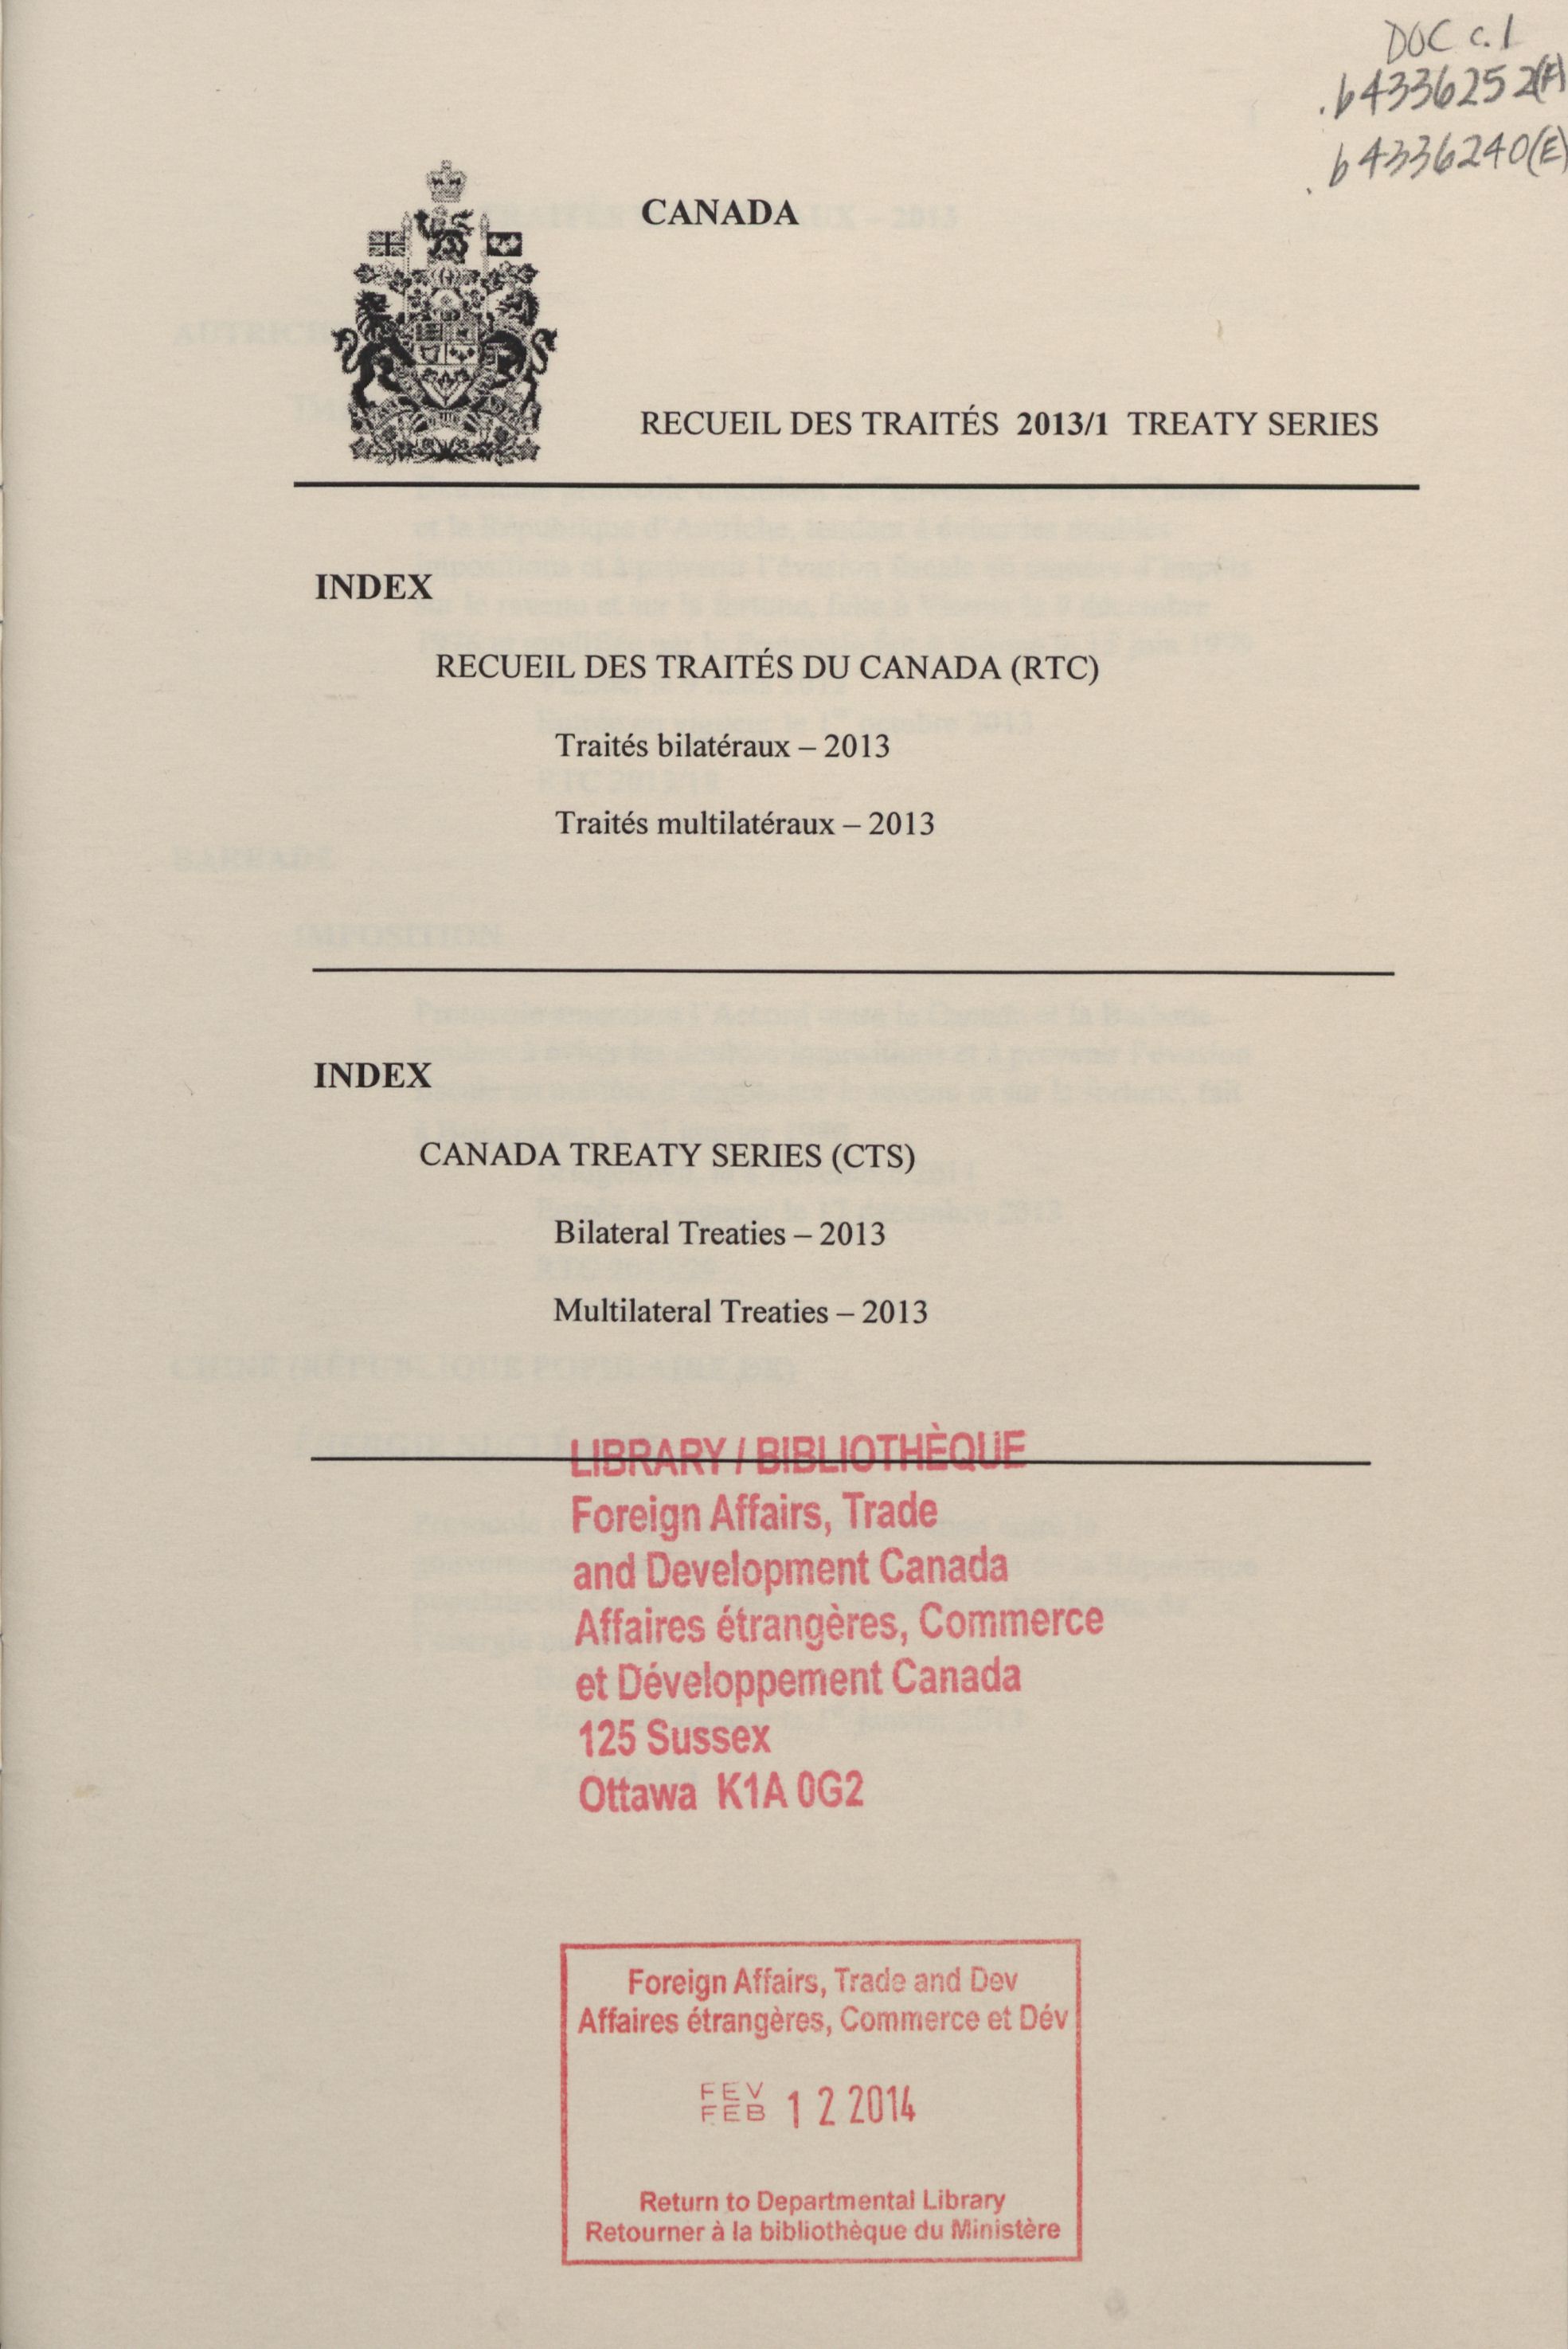 DOC c.1
.b4336252(F)
.b4336240(E)
CANADA
RECUEIL DES TRAITÉS 2013/1 TREATY SERIES
INDEX
RECUEIL DES TRAITÉS DU CANADA (RTC)
Traités bilatéraux – 2013
Traités multilatéraux – 2013
INDEX
CANADA TREATY SERIES (CTS)
Bilateral Treaties – 2013
Multilateral Treaties – 2013
LIBRARY / BIBLIOTHÈQUE
Foreign Affairs, Trade
and Development Canada
Affaires étrangères, Commerce
et Développement Canada
125 Sussex
Ottawa K1A 0G2
Foreign Affairs, Trade and Dev
Affaires étrangères, Commerce et Dév
FEV
FEB 12 2014
Return to Departmental Library
Retourner à la bibliothèque du Ministère